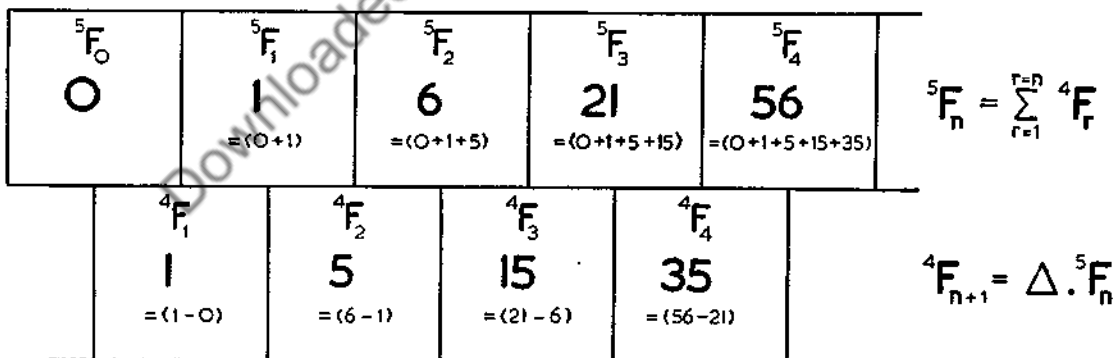 ⁵F₀ ⁵F₁ ⁵F₂ ⁵F₃ ⁵F₄
0 1 6 21 56
=(0+1) =(0+1+5) =(0+1+5+15) =(0+1+5+15+35)
⁵Fₙ = Σ ⁴Fᵣ (r=1, r=n)
⁴F₁ ⁴F₂ ⁴F₃ ⁴F₄
1 5 15 35
=(1-0) =(6-1) =(21-6) =(56-21)
⁴Fₙ₊₁ = Δ.⁵Fₙ
Downloaded